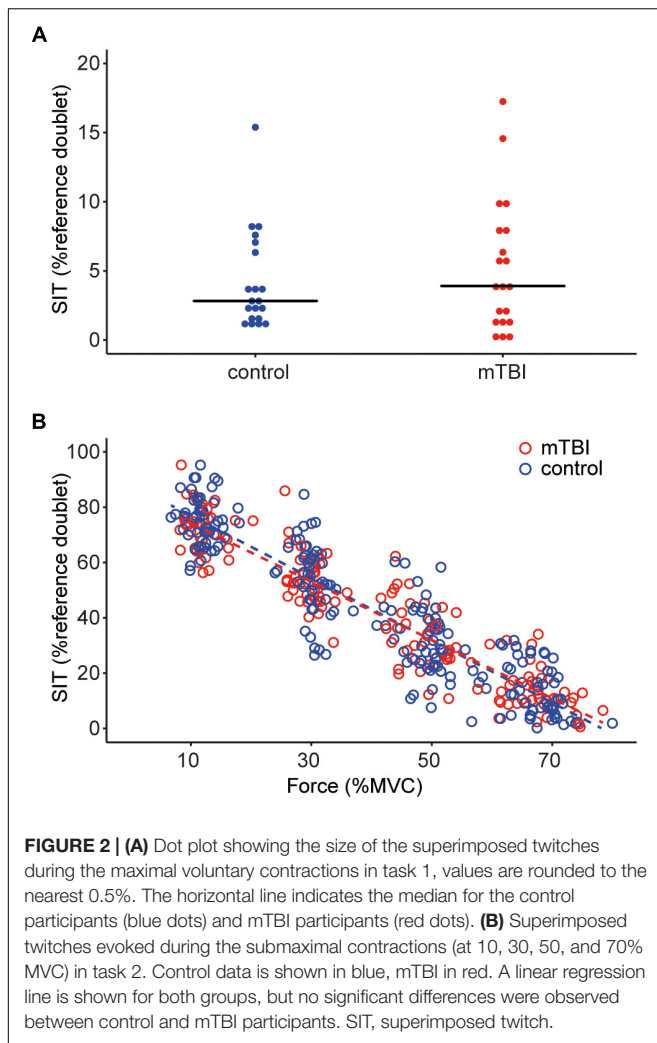 A
20
15
10
5
0
SIT (%reference doublet)
control
mTBI
B
mTBI
control
100
80
60
40
20
0
SIT (%reference doublet)
10
30
50
70
Force (%MVC)
FIGURE 2 | (A) Dot plot showing the size of the superimposed twitches
during the maximal voluntary contractions in task 1, values are rounded to the
nearest 0.5%. The horizontal line indicates the median for the control
participants (blue dots) and mTBI participants (red dots). (B) Superimposed
twitches evoked during the submaximal contractions (at 10, 30, 50, and 70%
MVC) in task 2. Control data is shown in blue, mTBI in red. A linear regression
line is shown for both groups, but no significant differences were observed
between control and mTBI participants. SIT, superimposed twitch.